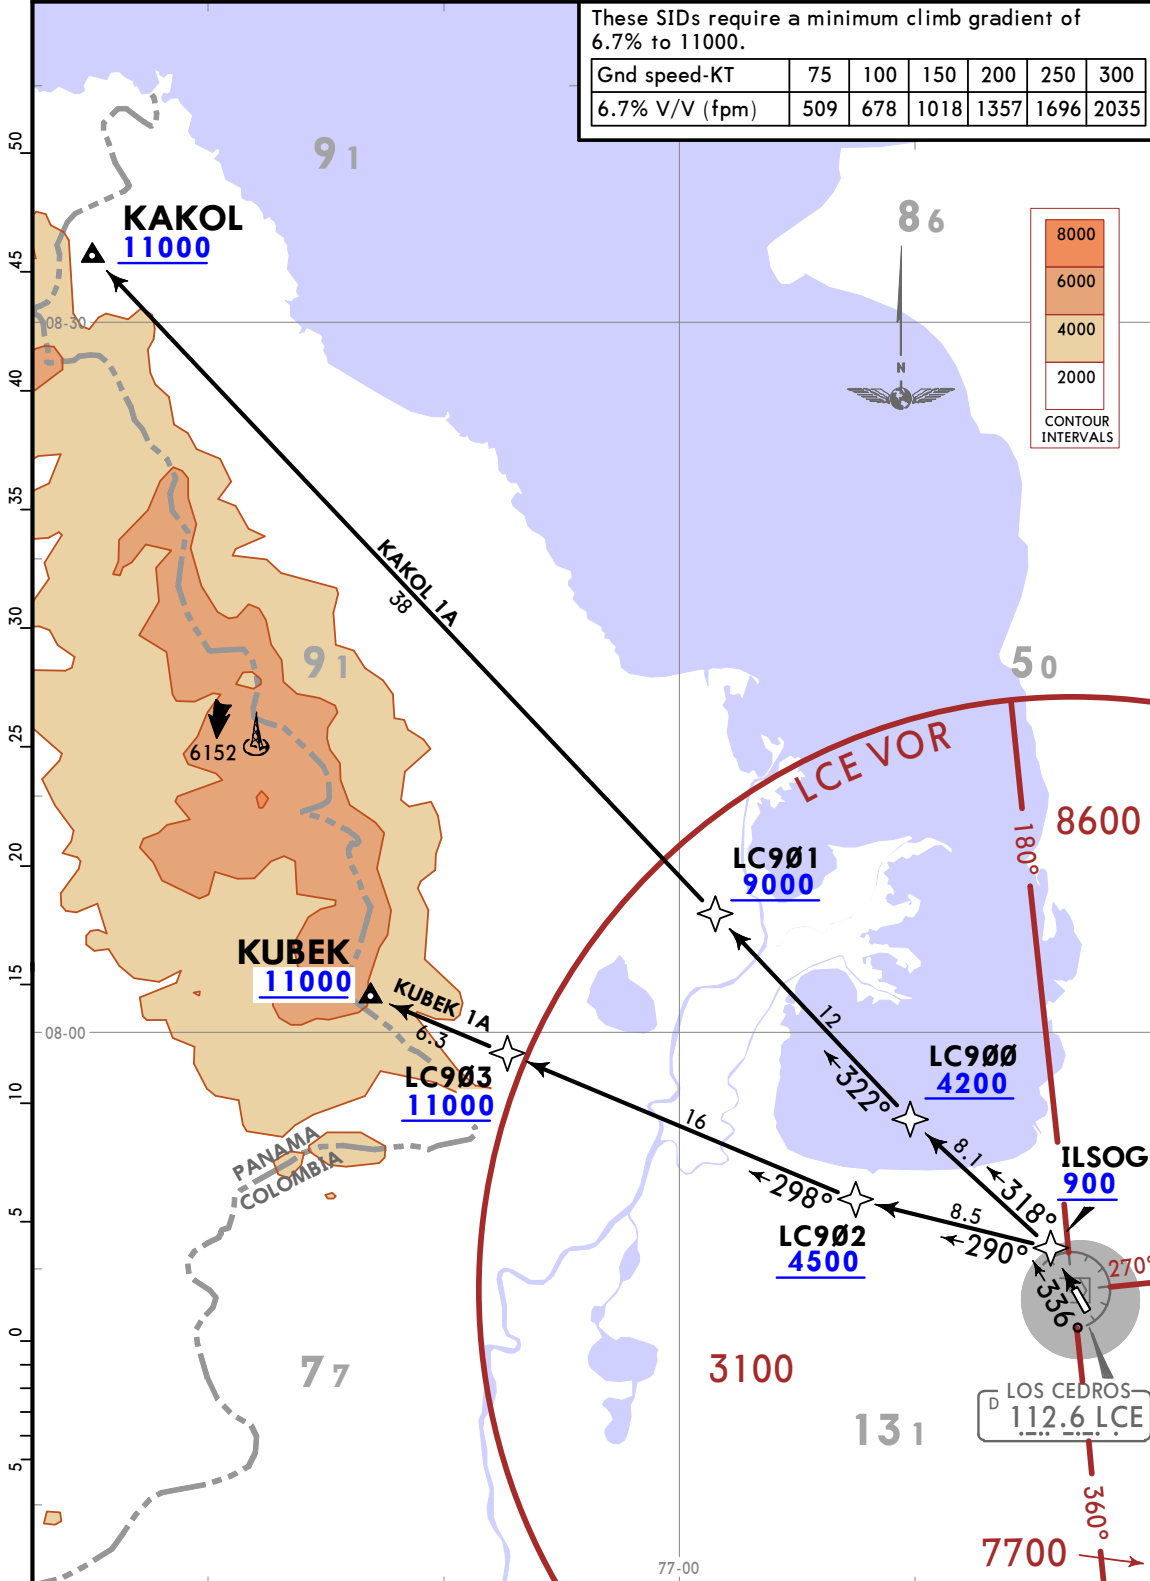 These SIDs require a minimum climb gradient of
6.7% to 11000.
Gnd speed-KT 75 100 150 200 250 300
6.7% V/V (fpm) 509 678 1018 1357 1696 2035
50
91
KAKOL
11000
86
8000
6000
4000
2000
CONTOUR
INTERVALS
45
08-30
N
40
35
KAKOL 1A
38
30
91
50
25
6152
LCE VOR
8600
180°
20
LC9Ø1
9000
KUBEK
11000
15
KUBEK 1A
6.3
12
08-00
LC9ØØ
4200
322°
LC9Ø3
11000
10
16
8.1
PANAMA
COLOMBIA
ILSOG
900
318°
298°
8.5
5
LC9Ø2
4500
290°
270°
336°
0
77
3100
LOS CEDROS
D 112.6 LCE
131
5
360°
7700
77-00